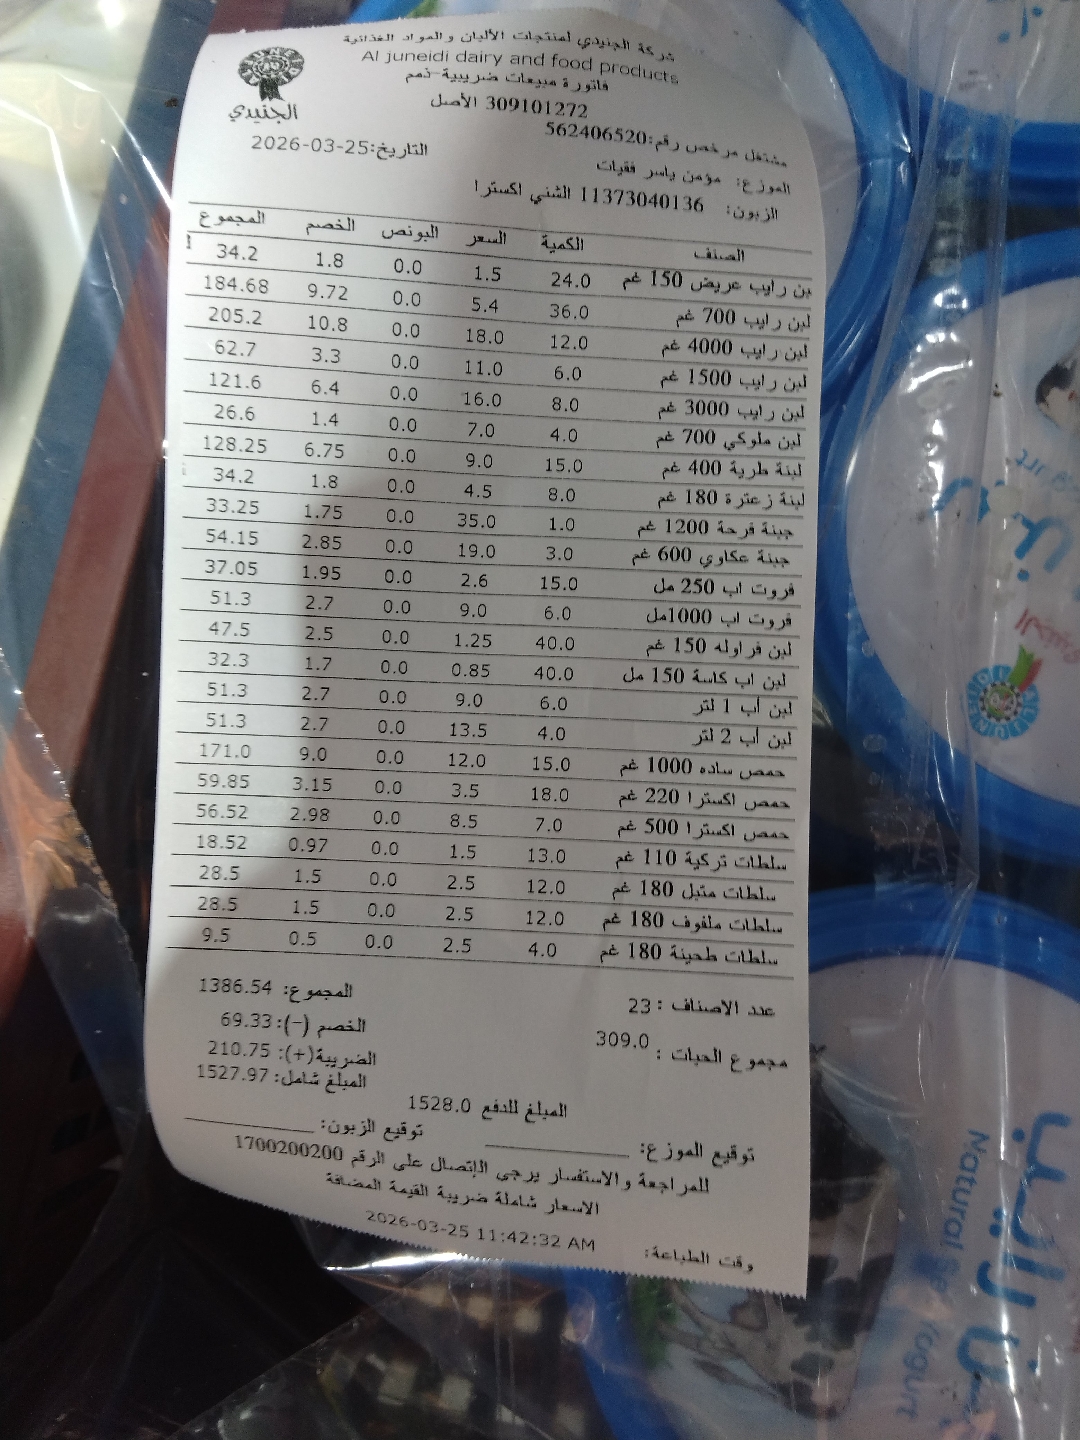 شركة الجنيدي لمنتجات الألبان والمواد الغذائية
Al juneidi dairy and food products
فاتورة مبيعات ضريبية-ذمم
309101272 الأصل
الجنيدي
مشتغل مرخص رقم:562406520
التاريخ:2026-03-25
الموزع: مؤمن ياسر فقيات
الزبون: 11373040136 الشني اكسترا
الصنف الكمية السعر البونص الخصم المجموع
بن رايب عريض 150 غم 24.0 1.5 0.0 1.8 34.2
لبن رايب 700 غم 36.0 5.4 0.0 9.72 184.68
لبن رايب 4000 غم 12.0 18.0 0.0 10.8 205.2
لبن رايب 1500 غم 6.0 11.0 0.0 3.3 62.7
لبن رايب 3000 غم 8.0 16.0 0.0 6.4 121.6
لبن ملوكي 700 غم 4.0 7.0 0.0 1.4 26.6
لبنة طرية 400 غم 15.0 9.0 0.0 6.75 128.25
لبنة زعترة 180 غم 8.0 4.5 0.0 1.8 34.2
جبنة فرحة 1200 غم 1.0 35.0 0.0 1.75 33.25
جبنة عكاوي 600 غم 3.0 19.0 0.0 2.85 54.15
فروت اب 250 مل 15.0 2.6 0.0 1.95 37.05
فروت اب 1000مل 6.0 9.0 0.0 2.7 51.3
لبن فراوله 150 غم 40.0 1.25 0.0 2.5 47.5
لبن اب كاسة 150 مل 40.0 0.85 0.0 1.7 32.3
لبن أب 1 لتر 6.0 9.0 0.0 2.7 51.3
لبن أب 2 لتر 4.0 13.5 0.0 2.7 51.3
حمص ساده 1000 غم 15.0 12.0 0.0 9.0 171.0
حمص اكسترا 220 غم 18.0 3.5 0.0 3.15 59.85
حمص اكسترا 500 غم 7.0 8.5 0.0 2.98 56.52
سلطات تركية 110 غم 13.0 1.5 0.0 0.97 18.52
سلطات متبل 180 غم 12.0 2.5 0.0 1.5 28.5
سلطات ملفوف 180 غم 12.0 2.5 0.0 1.5 28.5
سلطات طحينة 180 غم 4.0 2.5 0.0 0.5 9.5
عدد الاصناف : 23 المجموع: 1386.54
الخصم (-): 69.33
مجموع الحبات : 309.0 الضريبة(+): 210.75
المبلغ شامل: 1527.97
المبلغ للدفع 1528.0
توقيع الموزع: توقيع الزبون:
للمراجعة والاستفسار يرجى الإتصال على الرقم 1700200200
الاسعار شاملة ضريبة القيمة المضافة
وقت الطباعة: 2026-03-25 11:42:32 AM
الجنيدي
Natural
Yogurt